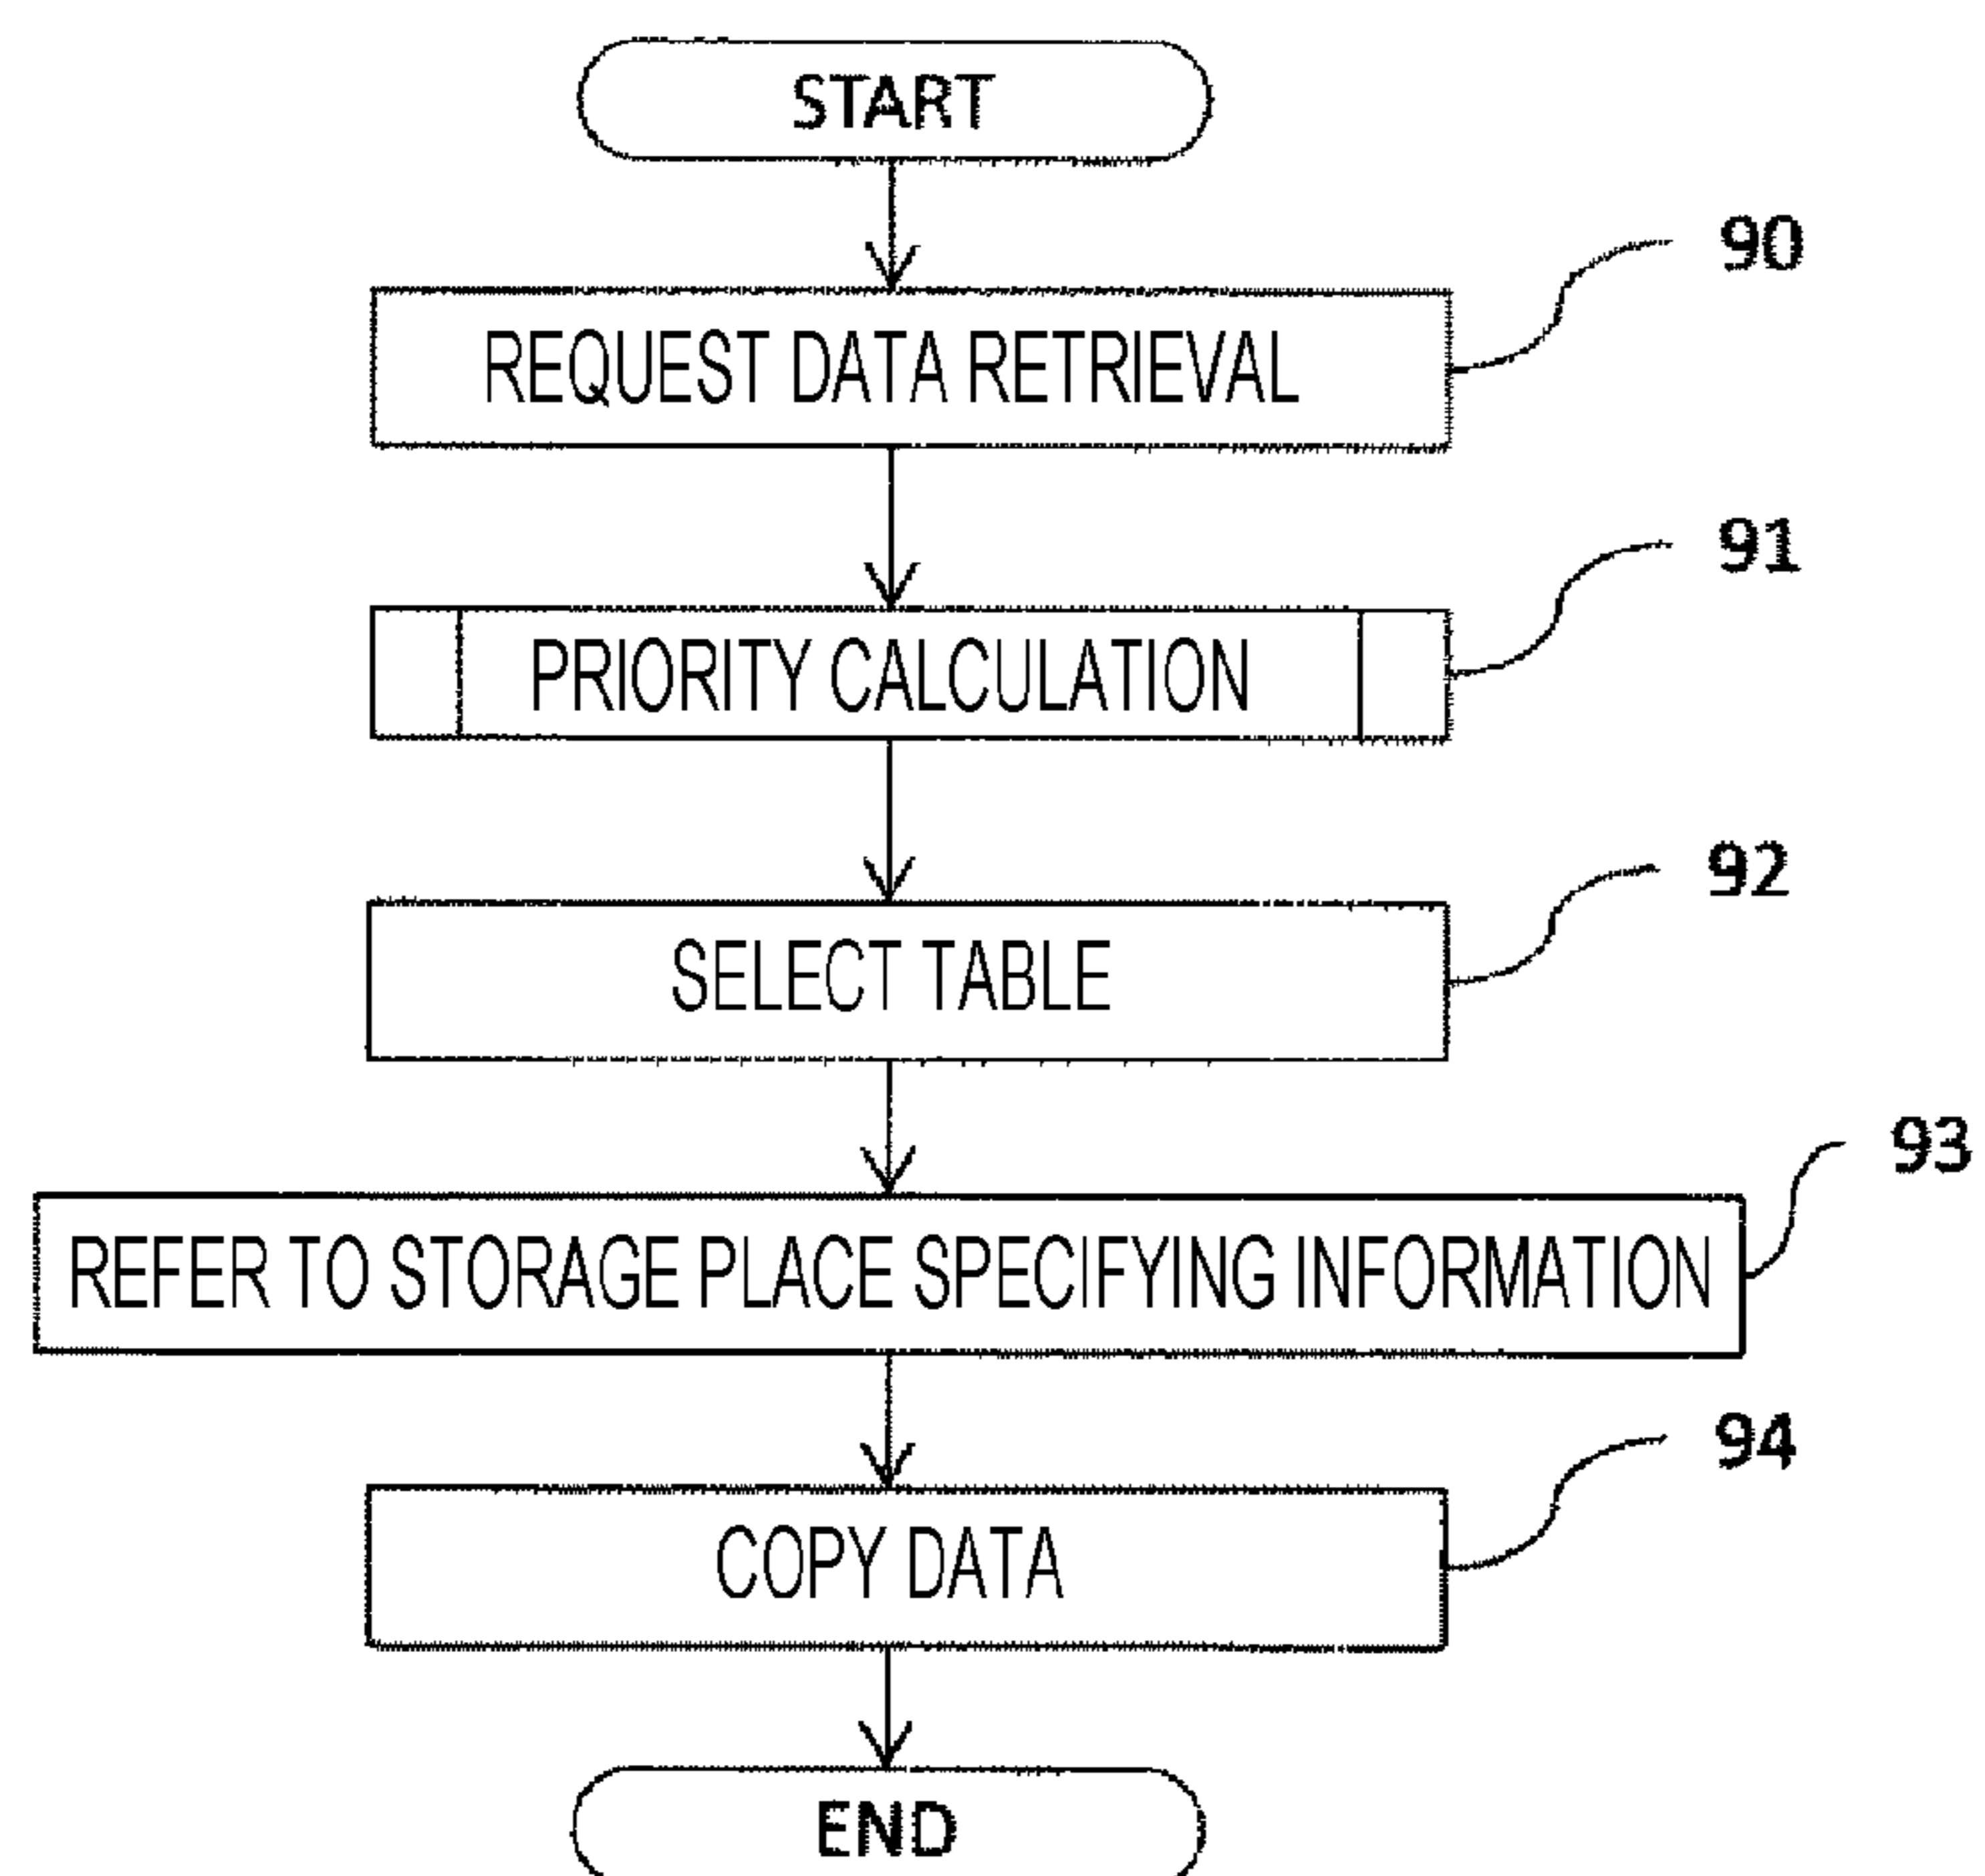 START
90
REQUEST DATA RETRIEVAL
91
PRIORITY CALCULATION
92
SELECT TABLE
93
REFER TO STORAGE PLACE SPECIFYING INFORMATION
94
COPY DATA
END